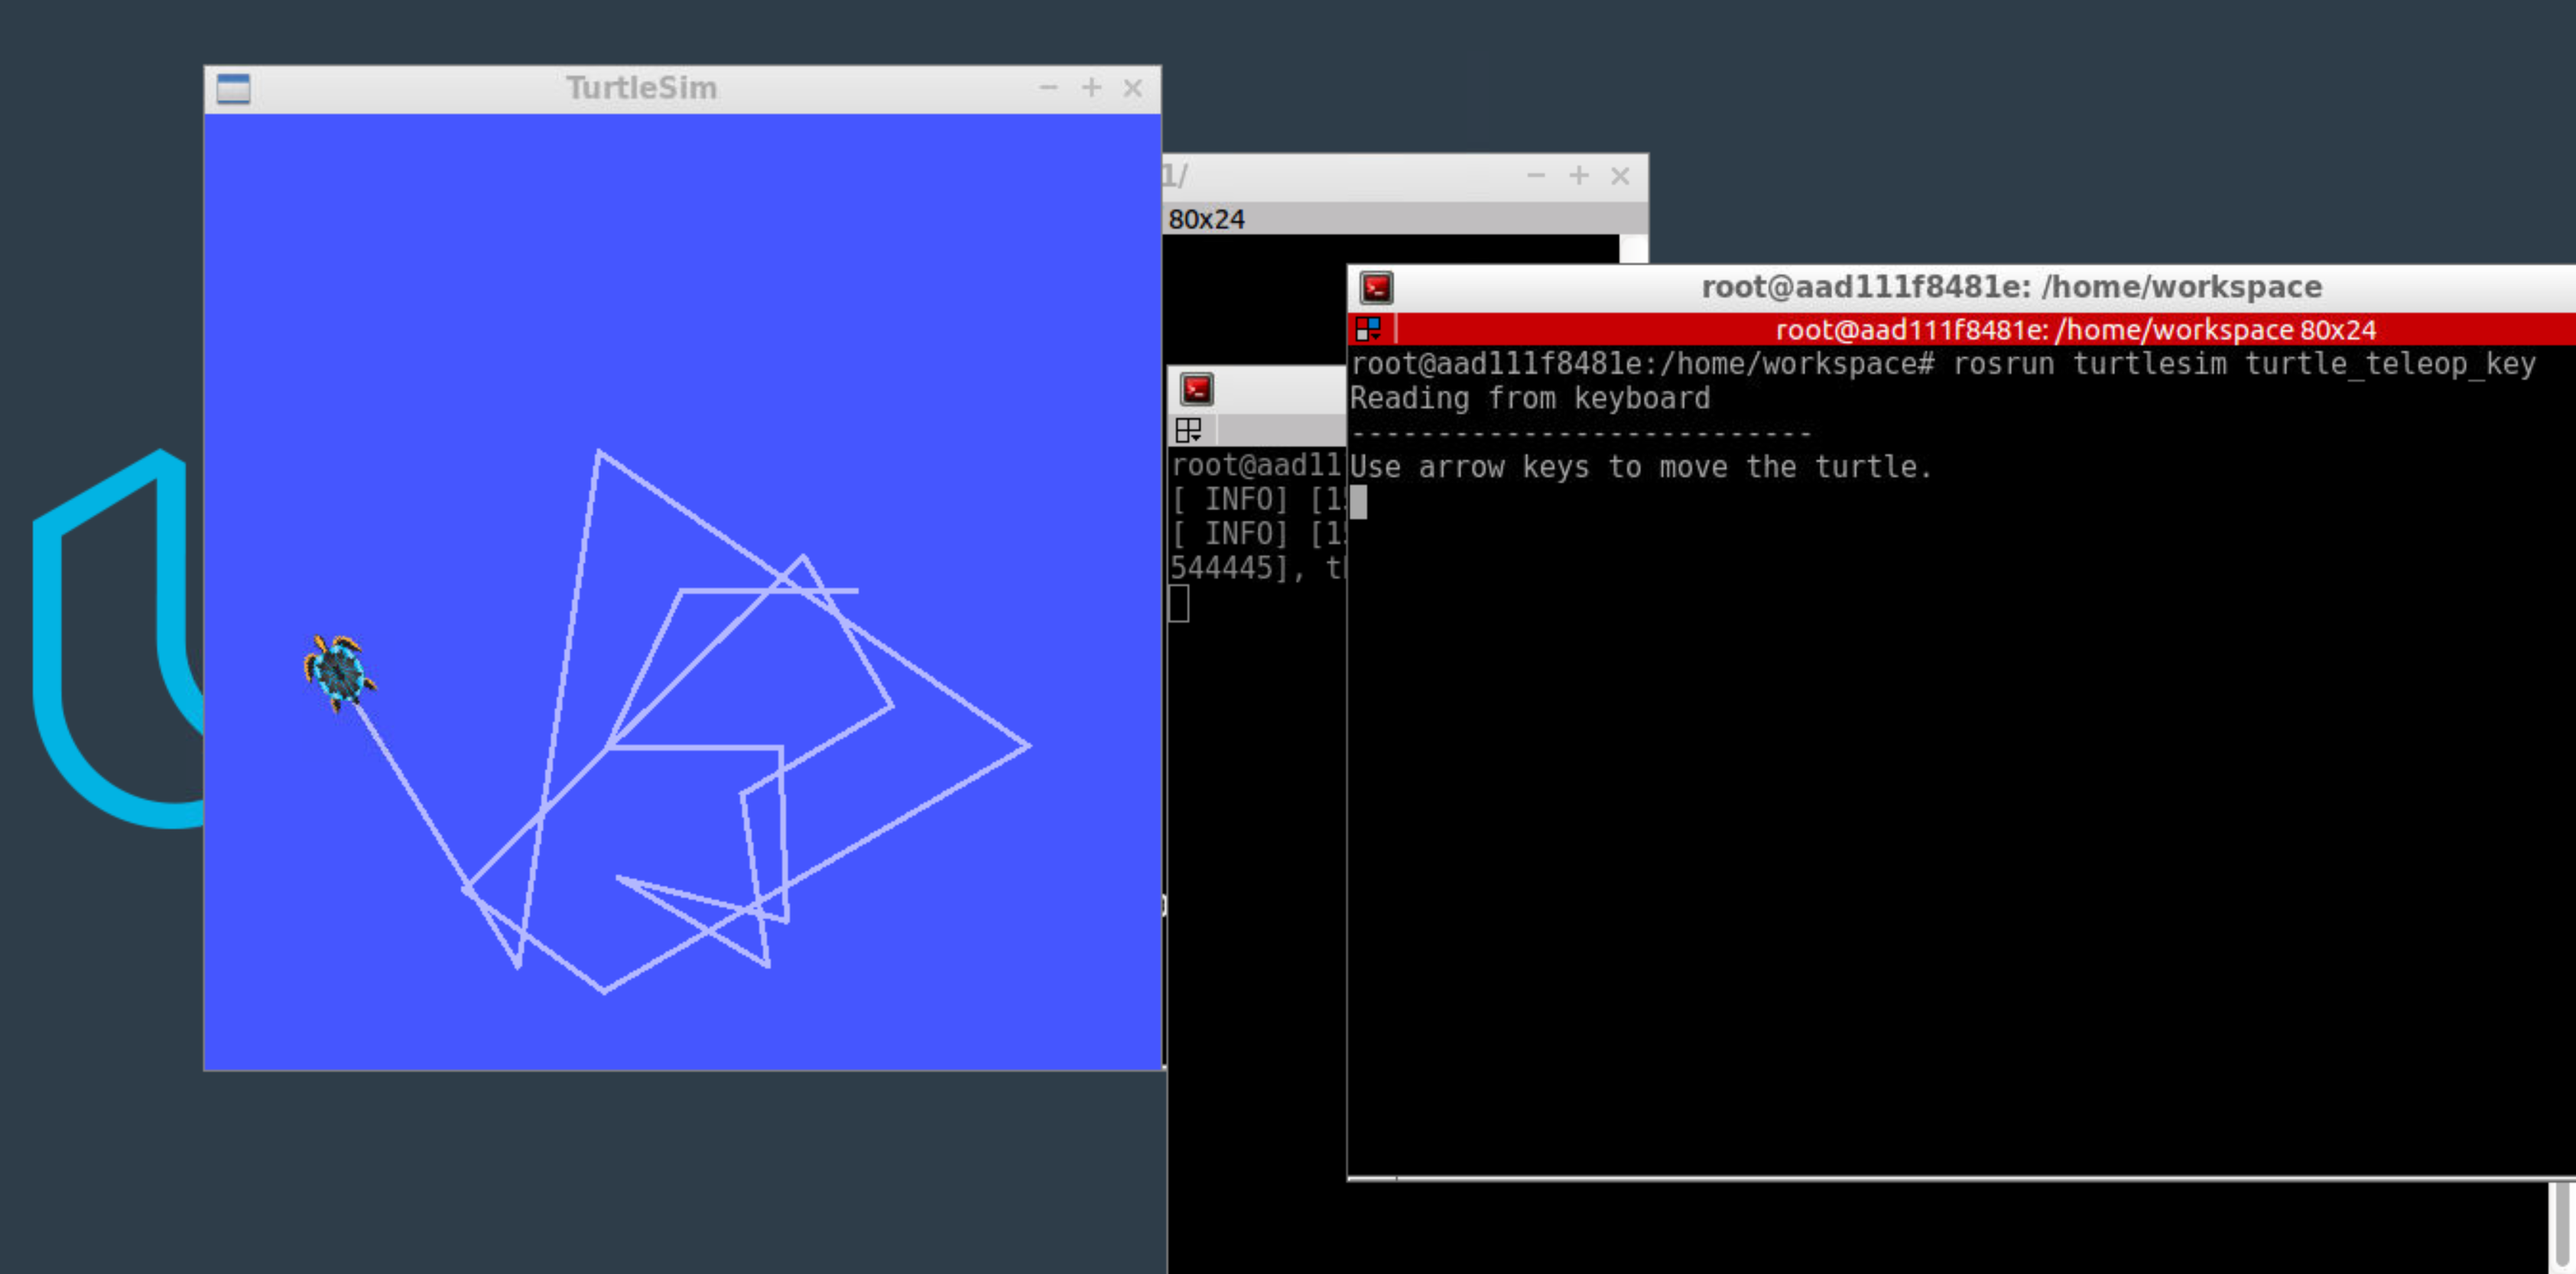 TurtleSim
1/
80x24
root@aad111f8481e: /home/workspace
root@aad111f8481e: /home/workspace 80x24
root@aad111f8481e:/home/workspace# rosrun turtlesim turtle_teleop_key
Reading from keyboard
---------------------------
Use arrow keys to move the turtle.
root@aad11
[ INFO] [1
[ INFO] [1
544445], t